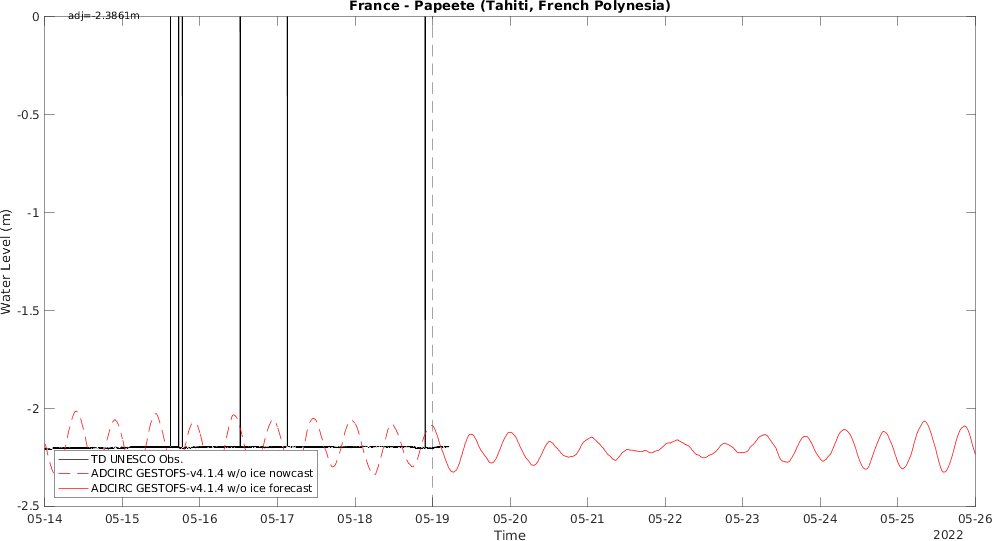 France - Papeete (Tahiti, French Polynesia)
adj=-2.3861m
0
-0.5
-1
-1.5
-2
-2.5
Water Level (m)
TD UNESCO Obs.
ADCIRC GESTOFS-v4.1.4 w/o ice nowcast
ADCIRC GESTOFS-v4.1.4 w/o ice forecast
05-14 05-15 05-16 05-17 05-18 05-19 05-20 05-21 05-22 05-23 05-24 05-25 05-26
Time
2022